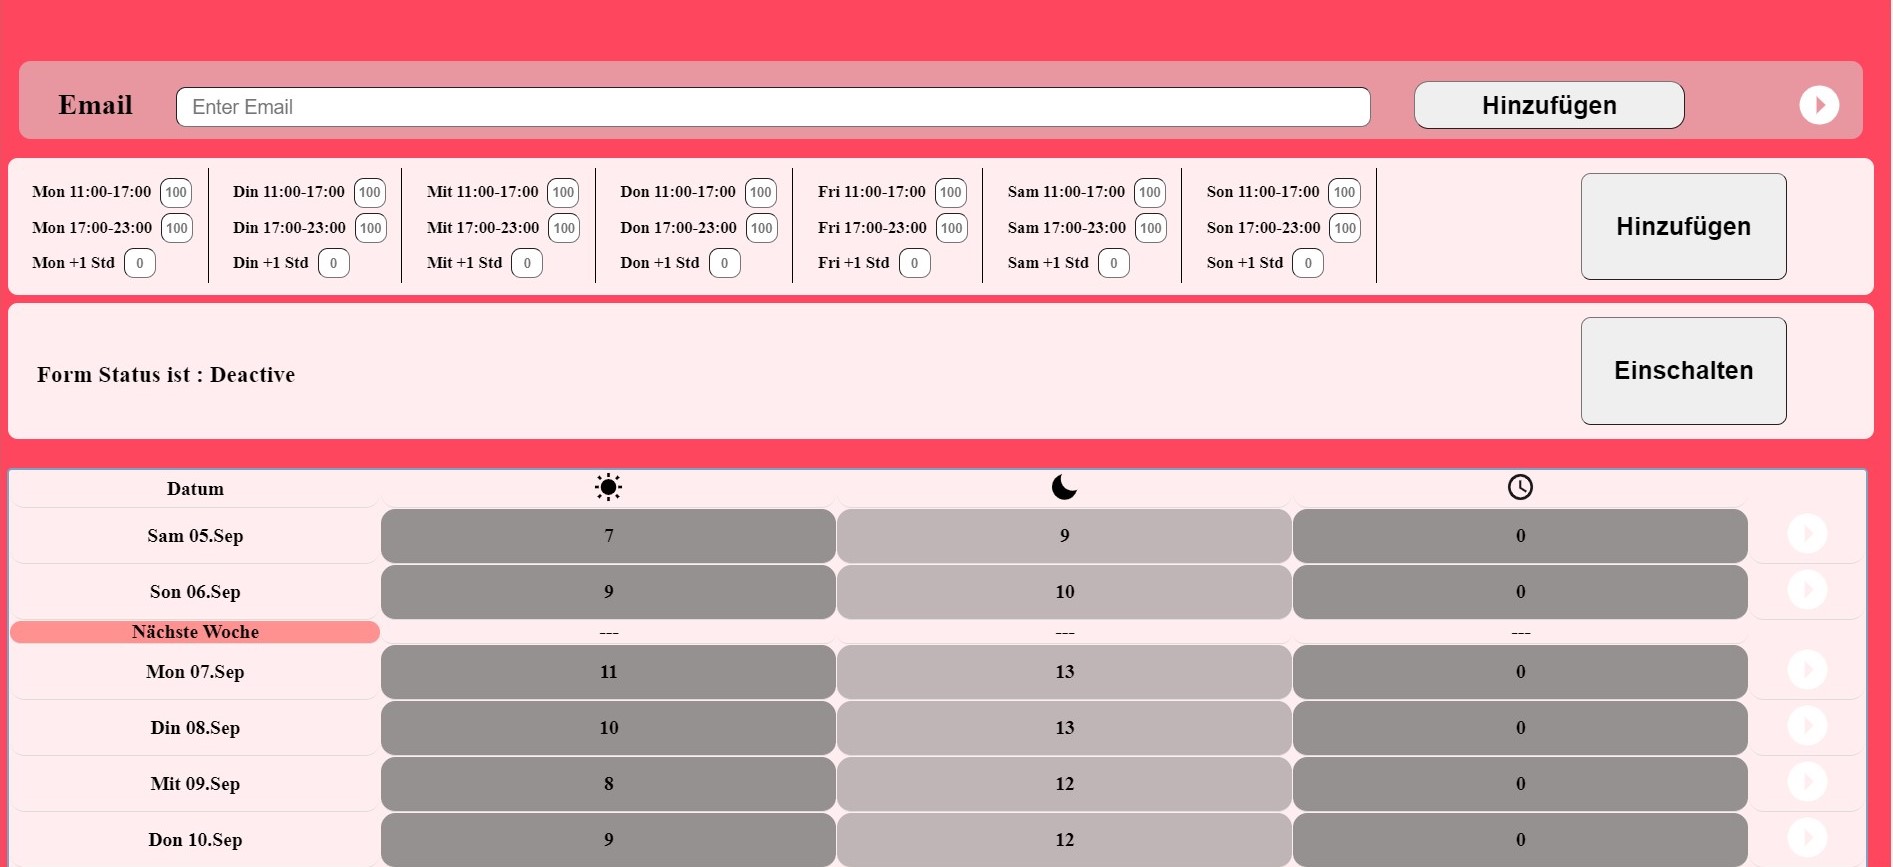 Email Enter Email Hinzufügen
Mon 11:00-17:00 100 Din 11:00-17:00 100 Mit 11:00-17:00 100 Don 11:00-17:00 100 Fri 11:00-17:00 100 Sam 11:00-17:00 100 Son 11:00-17:00 100
Mon 17:00-23:00 100 Din 17:00-23:00 100 Mit 17:00-23:00 100 Don 17:00-23:00 100 Fri 17:00-23:00 100 Sam 17:00-23:00 100 Son 17:00-23:00 100
Mon +1 Std 0 Din +1 Std 0 Mit +1 Std 0 Don +1 Std 0 Fri +1 Std 0 Sam +1 Std 0 Son +1 Std 0
Hinzufügen
Form Status ist : Deactive Einschalten
Datum
Sam 05.Sep 7 9 0
Son 06.Sep 9 10 0
Nächste Woche --- --- ---
Mon 07.Sep 11 13 0
Din 08.Sep 10 13 0
Mit 09.Sep 8 12 0
Don 10.Sep 9 12 0